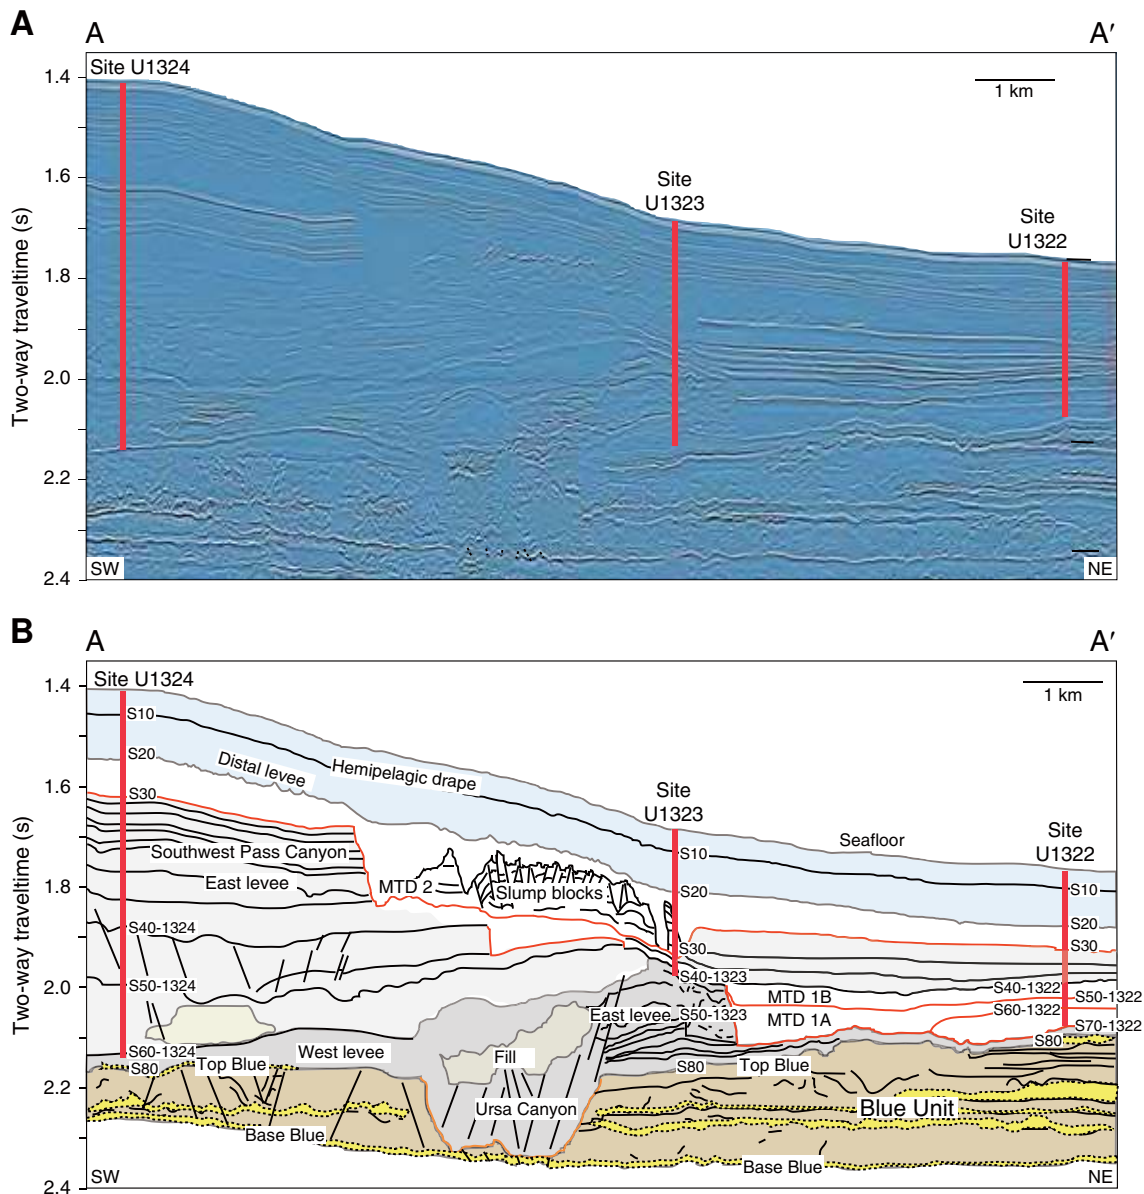 A
A
A′
Site U1324
1.4
1 km
1.6
Site
U1323
Site
U1322
1.8
Two-way traveltime (s)
2.0
2.2
SW
NE
2.4
B
A
A′
Site U1324
1.4
1 km
S10
S20
Distal levee
Hemipelagic drape
1.6
S30
Site
U1323
Seafloor
Site
U1322
Southwest Pass Canyon
S10
1.8
East levee
MTD 2
Slump blocks
S20
S10
S40-1324
S20
S30
S30
Two-way traveltime (s)
S50-1324
2.0
S40-1323
S40-1322
MTD 1B
S50-1322
East levee
S50-1323
MTD 1A
S60-1322
S70-1322
S60-1324
West levee
Fill
S80
S80
Top Blue
S80
Top Blue
2.2
Ursa Canyon
Blue Unit
Base Blue
Base Blue
SW
NE
2.4